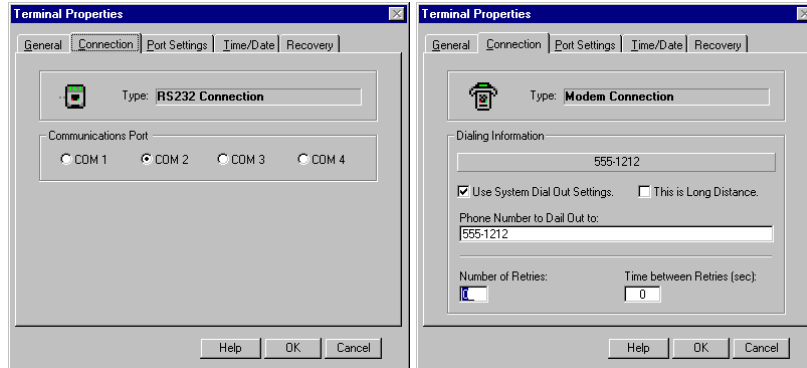 Terminal Properties
General Connection Port Settings Time/Date Recovery
Type: RS232 Connection
Communications Port
COM 1 COM 2 COM 3 COM 4
Help OK Cancel
Terminal Properties
General Connection Port Settings Time/Date Recovery
Type: Modem Connection
Dialing Information
555-1212
Use System Dial Out Settings. This is Long Distance.
Phone Number to Dail Out to:
555-1212
Number of Retries: Time between Retries (sec):
0 0
Help OK Cancel